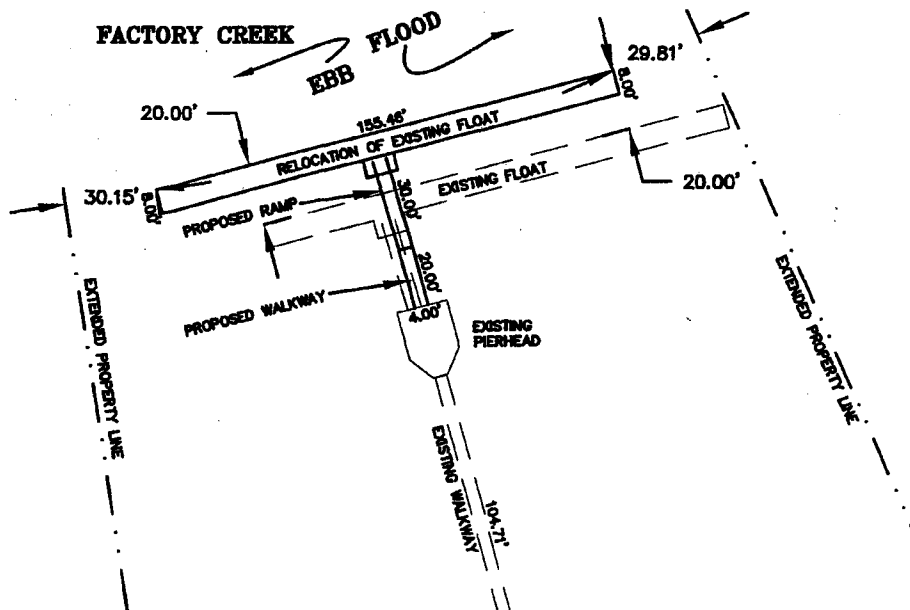 FACTORY CREEK
EBB FLOOD
29.81'
8.00'
20.00'
155.46'
RELOCATION OF EXISTING FLOAT
30.15'
8.00'
PROPOSED RAMP
30.00'
EXISTING FLOAT
20.00'
20.00'
PROPOSED WALKWAY
4.00'
EXISTING
PIERHEAD
EXTENDED PROPERTY LINE
EXTENDED PROPERTY LINE
EXISTING WALKWAY
104.71'